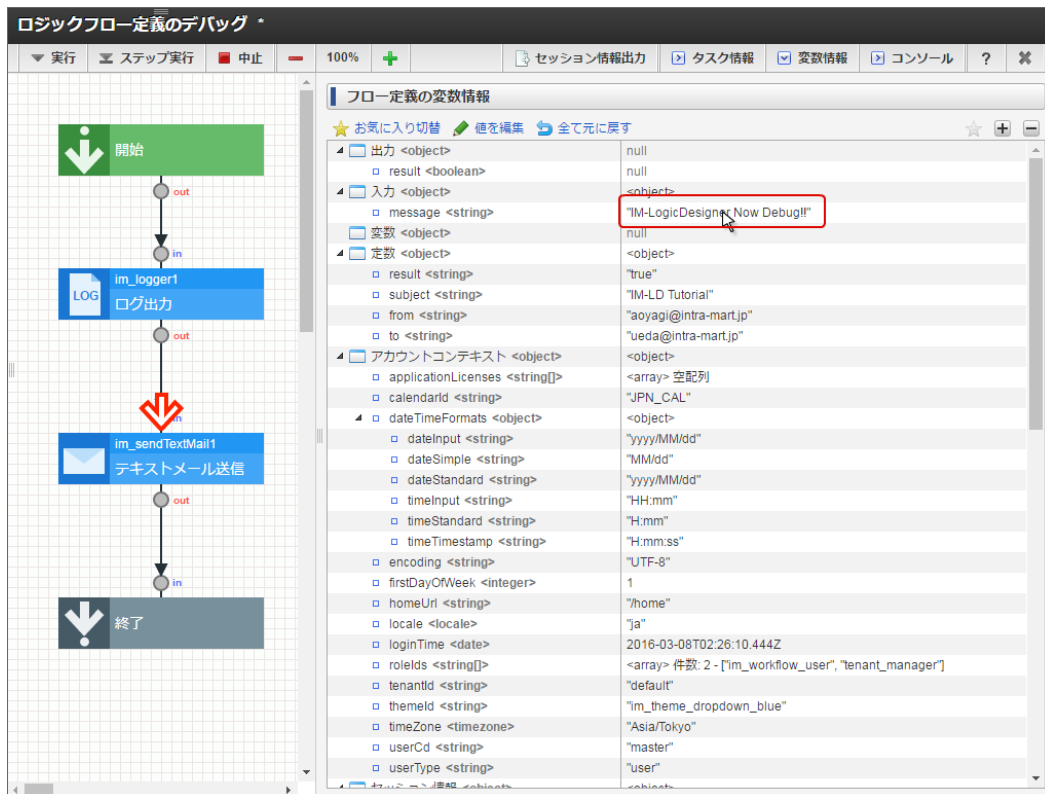 ロジックフロー定義のデバッグ *
実行 ステップ実行 中止 100% セッション情報出力 タスク情報 変数情報 コンソール ?
開始
out
in
im_logger1
LOG
ログ出力
out
in
im_sendTextMail1
テキストメール送信
out
in
終了
フロー定義の変数情報
お気に入り切替 値を編集 全て元に戻す
出力 <object> null
result <boolean> null
入力 <object> <object>
message <string> "IM-LogicDesigner Now Debug!!"
変数 <object> null
定数 <object> <object>
result <string> "true"
subject <string> "IM-LD Tutorial"
from <string> "aoyagi@intra-mart.jp"
to <string> "ueda@intra-mart.jp"
アカウントコンテキスト <object> <object>
applicationLicenses <string[]> <array> 空配列
calendarId <string> "JPN_CAL"
dateTimeFormats <object> <object>
dateInput <string> "yyyy/MM/dd"
dateSimple <string> "MM/dd"
dateStandard <string> "yyyy/MM/dd"
timeInput <string> "HH:mm"
timeStandard <string> "H:mm"
timeTimestamp <string> "H:mm:ss"
encoding <string> "UTF-8"
firstDayOfWeek <integer> 1
homeUrl <string> "/home"
locale <locale> "ja"
loginTime <date> 2016-03-08T02:26:10.444Z
roleIds <string[]> <array> 件数: 2 - ["im_workflow_user", "tenant_manager"]
tenantId <string> "default"
themeId <string> "im_theme_dropdown_blue"
timeZone <timezone> "Asia/Tokyo"
userCd <string> "master"
userType <string> "user"
セッション情報 <object> <object>